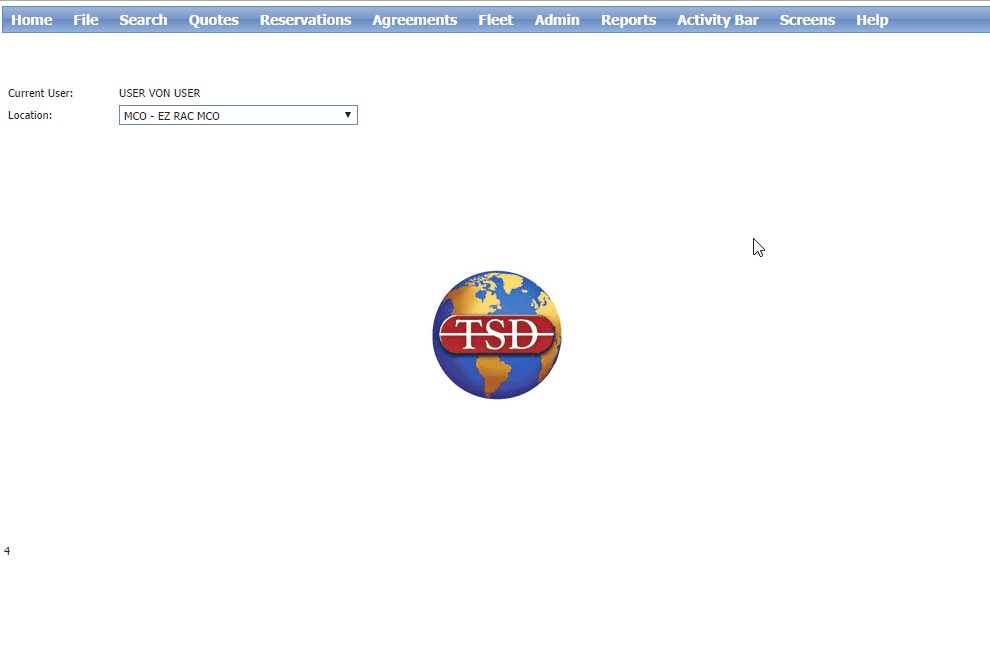 Home File Search Quotes Reservations Agreements Fleet Admin Reports Activity Bar Screens Help
Current User: USER VON USER
Location: MCO - EZ RAC MCO
TSD
4